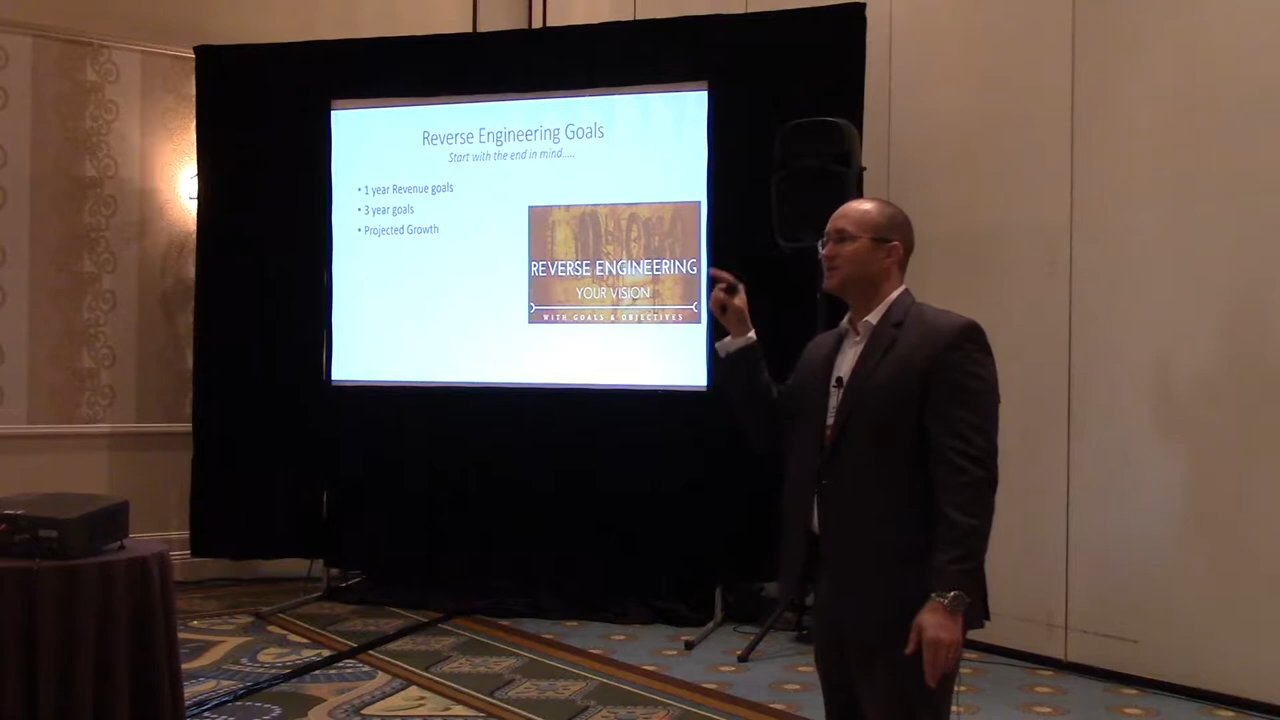 Reverse Engineering Goals
Start with the end in mind.....
• 1 year Revenue goals
• 3 year goals
• Projected Growth
REVERSE ENGINEERING
YOUR VISION
WITH GOALS & OBJECTIVES